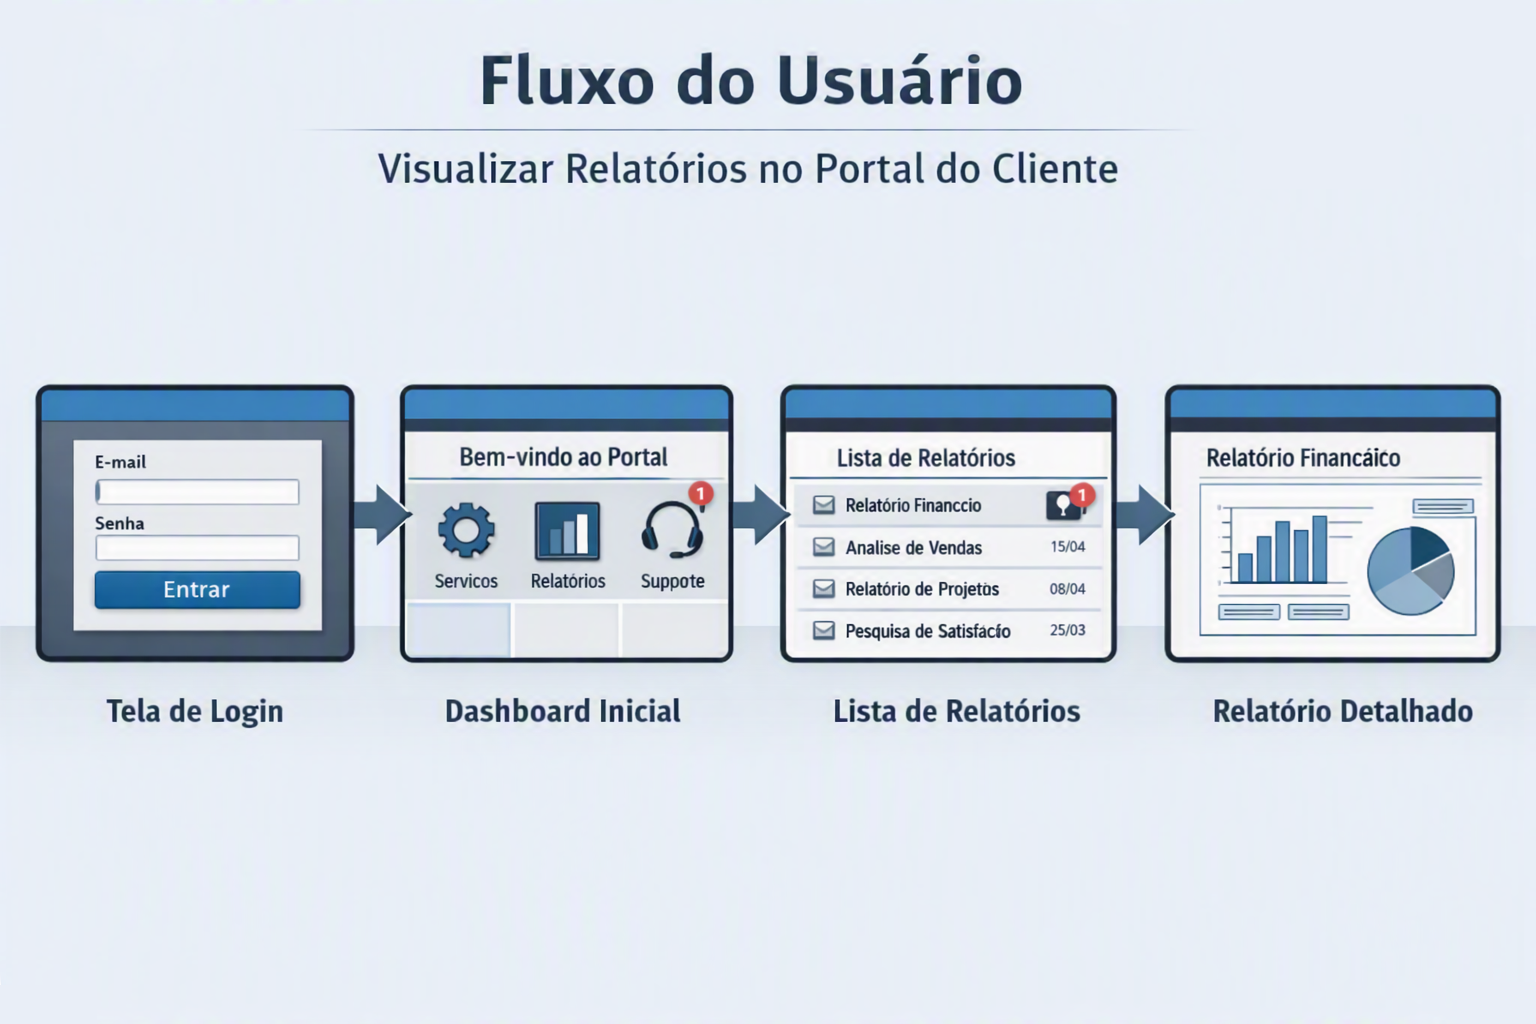 Fluxo do Usuário
Visualizar Relatórios no Portal do Cliente
E-mail
Senha
Entrar
Tela de Login
Bem-vindo ao Portal
1
Servicos
Relatórios
Suppote
Dashboard Inicial
Lista de Relatórios
Relatório Financcio
1
Analise de Vendas 15/04
Relatório de Projetos 08/04
Pesquisa de Satisfacío 25/03
Lista de Relatórios
Relatório Financáico
Relatório Detalhado